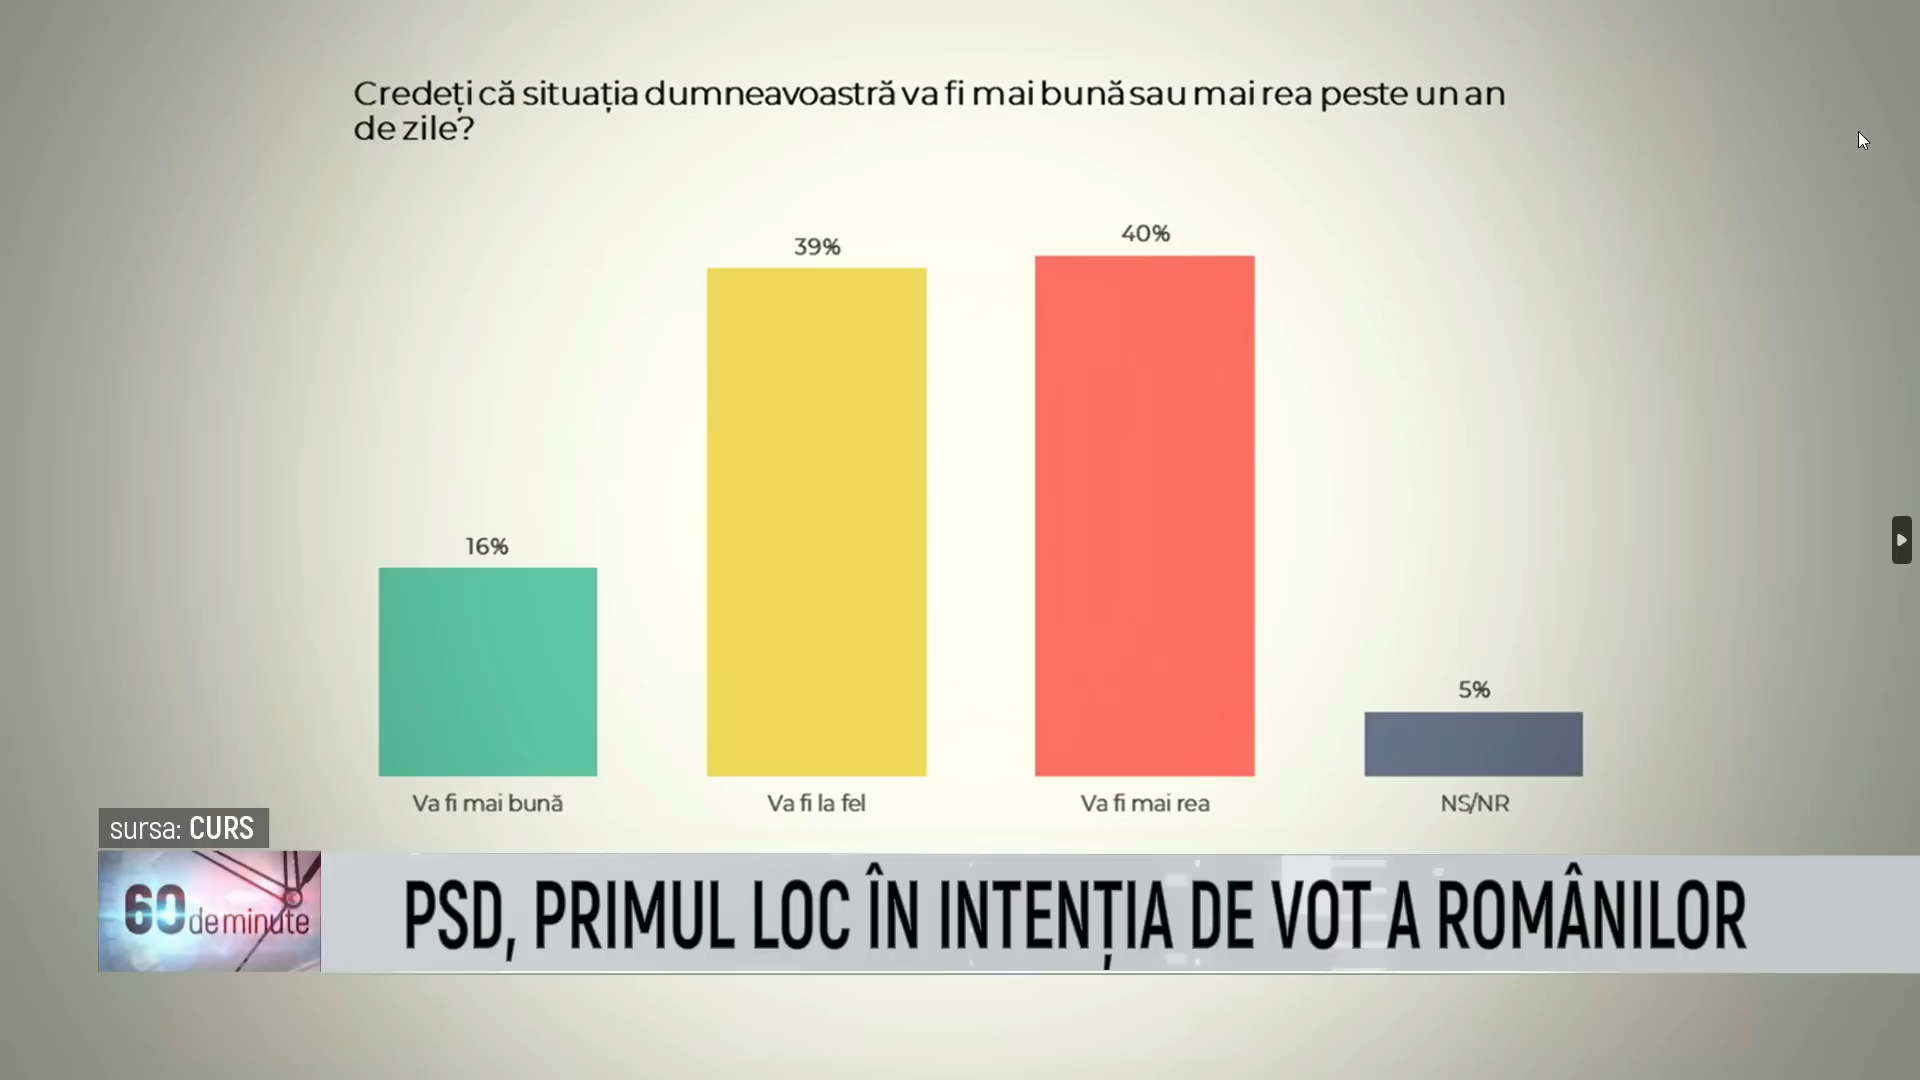 Credeți că situația dumneavoastră va fi mai bună sau mai rea peste un an
de zile?
16%
39%
40%
5%
Va fi mai bună
Va fi la fel
Va fi mai rea
NS/NR
sursa: CURS
60 de minute
PSD, PRIMUL LOC ÎN INTENȚIA DE VOT A ROMÂNILOR